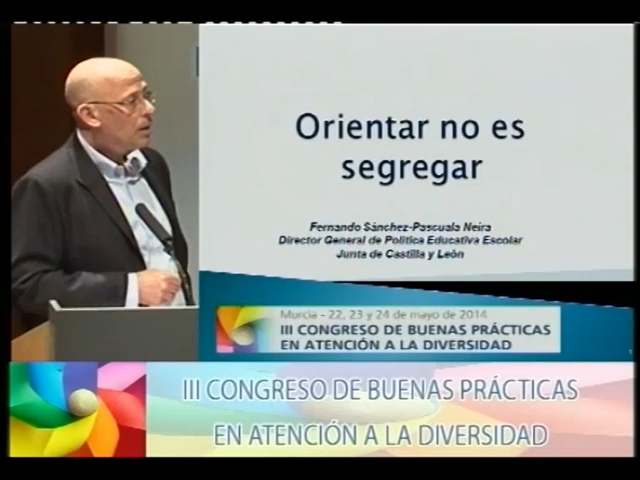 Orientar no es
segregar
Fernando Sánchez-Pascuala Neira
Director General de Política Educativa Escolar
Junta de Castilla y León
Murcia - 22, 23 y 24 de mayo de 2014
III CONGRESO DE BUENAS PRÁCTICAS
EN ATENCIÓN A LA DIVERSIDAD
III CONGRESO DE BUENAS PRÁCTICAS
EN ATENCIÓN A LA DIVERSIDAD